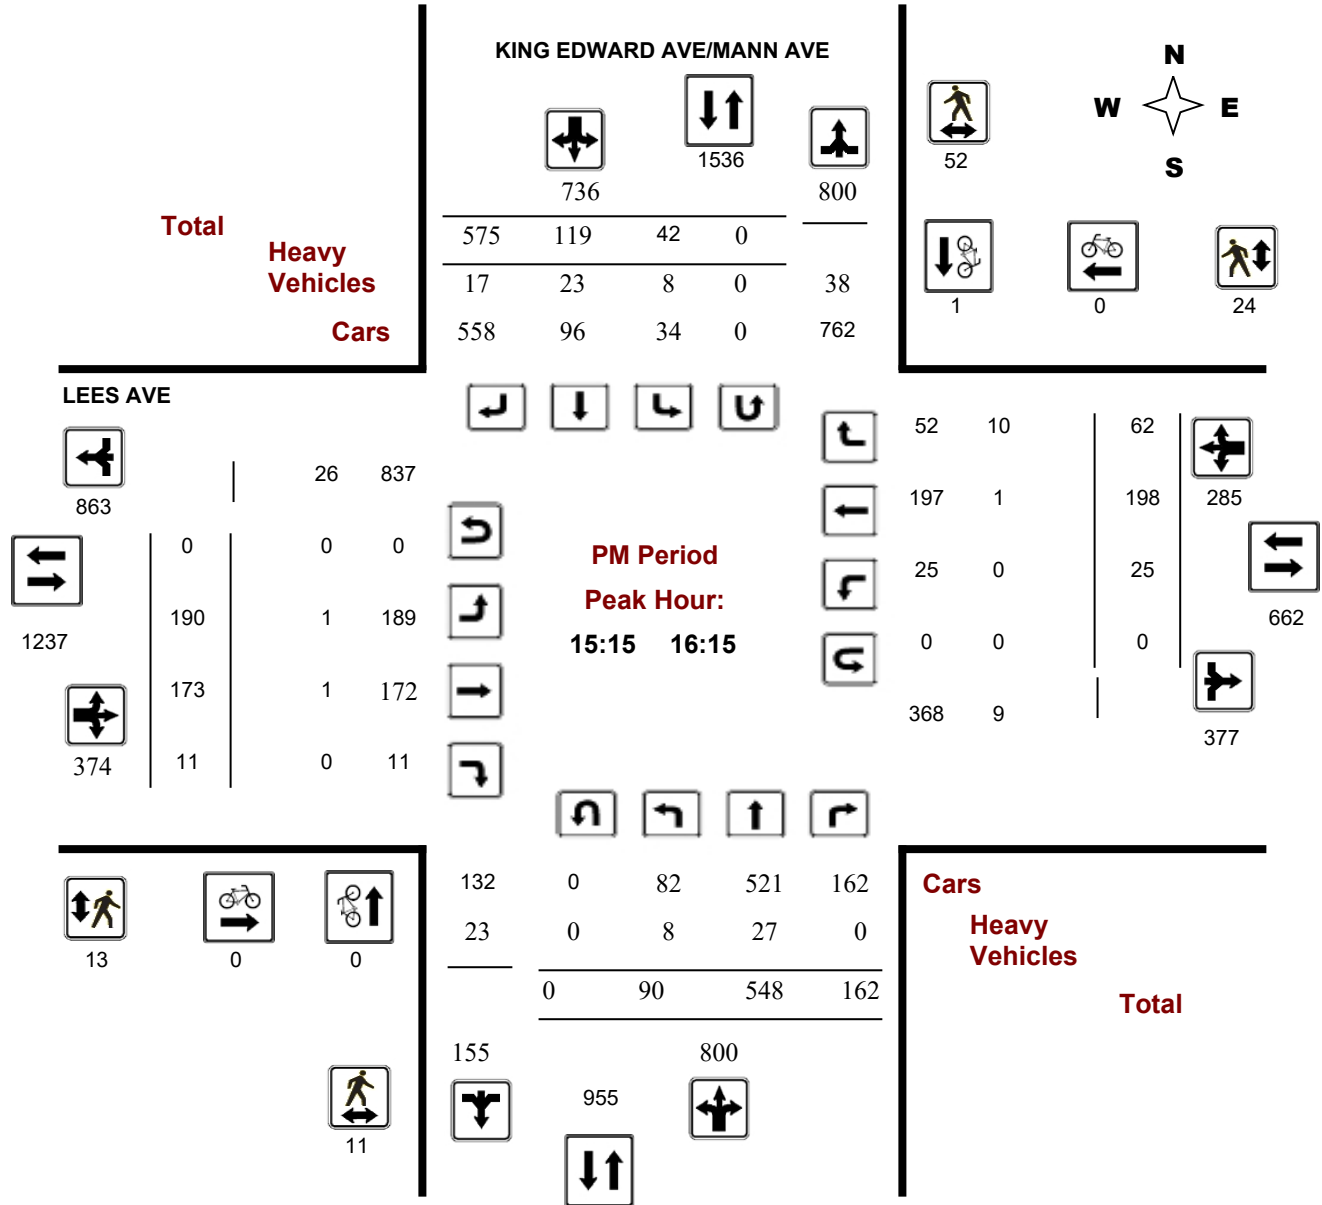 KING EDWARD AVE/MANN AVE
N
W E
S
1536
52
736 800
Total
575 119 42 0
Heavy
Vehicles
17 23 8 0 38
1 0 24
Cars
558 96 34 0 762
LEES AVE
52 10 62
26 837
863
197 1 198 285
0 0 0
PM Period
25 0 25
Peak Hour:
190 1 189
662
1237
15:15 16:15
0 0 0
173 1 172
368 9
377
374 11 0 11
132 0 82 521 162
Cars
23 0 8 27 0
Heavy
Vehicles
13 0 0
0 90 548 162
Total
155 800
955
11